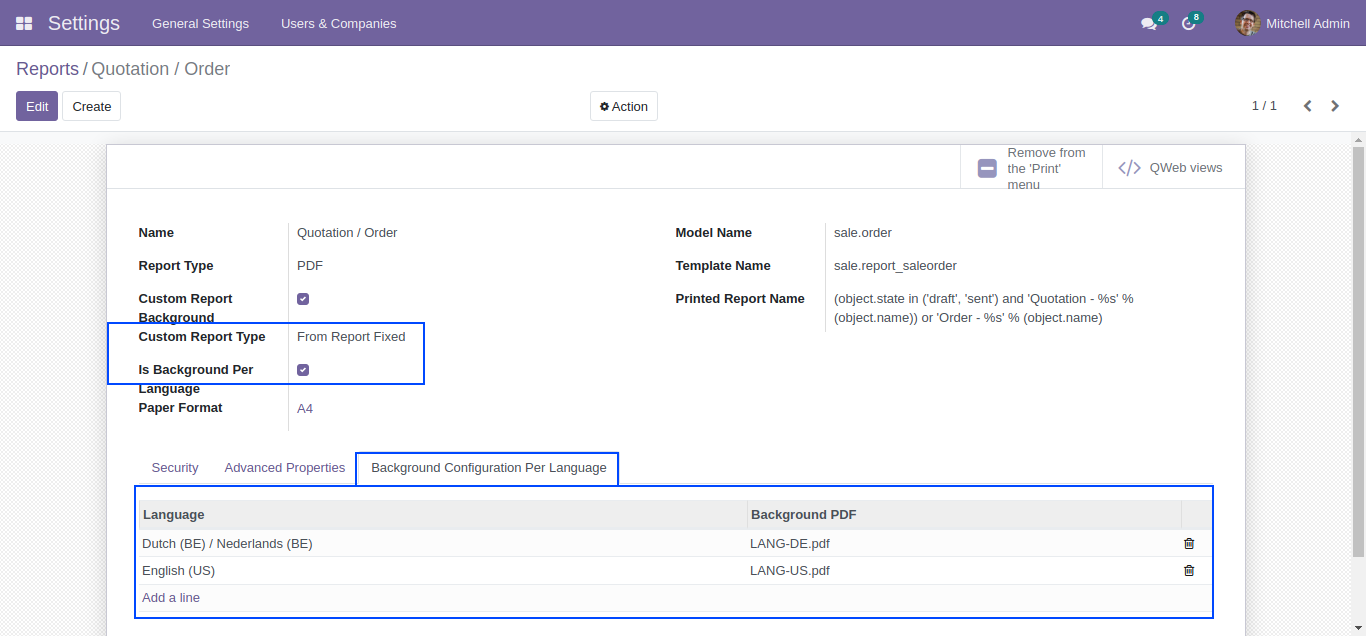 Settings General Settings Users & Companies 4 8 Mitchell Admin
Reports / Quotation / Order
Edit Create Action 1 / 1
Remove from
the 'Print'
menu
QWeb views
Name Quotation / Order
Report Type PDF
Custom Report
Background
Custom Report Type From Report Fixed
Is Background Per
Language
Paper Format A4
Model Name sale.order
Template Name sale.report_saleorder
Printed Report Name (object.state in ('draft', 'sent') and 'Quotation - %s' %
(object.name)) or 'Order - %s' % (object.name)
Security Advanced Properties Background Configuration Per Language
Language Background PDF
Dutch (BE) / Nederlands (BE) LANG-DE.pdf
English (US) LANG-US.pdf
Add a line